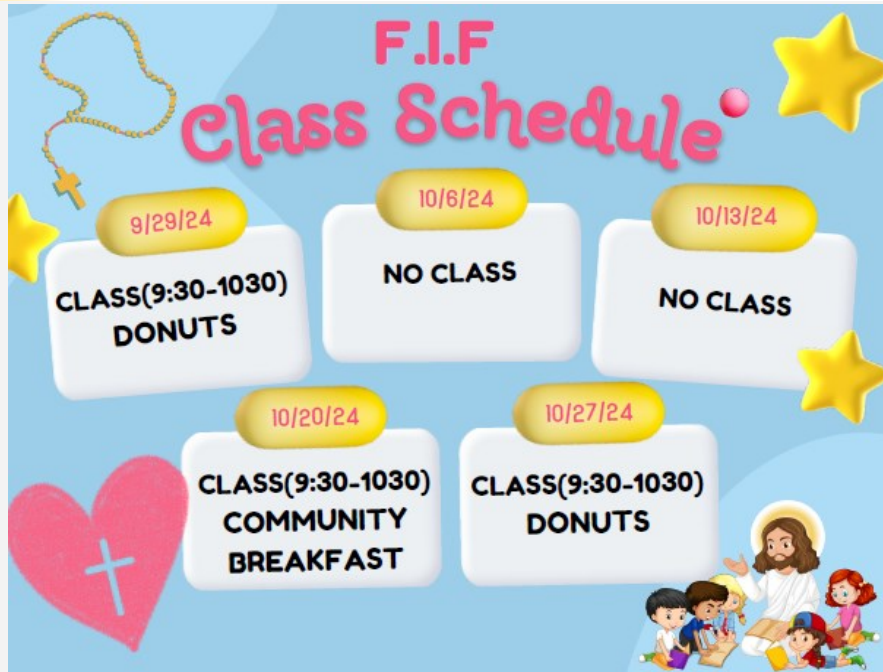 F.I.F
Class Schedule
9/29/24
CLASS(9:30-1030)
DONUTS
10/6/24
NO CLASS
10/13/24
NO CLASS
10/20/24
CLASS(9:30-1030)
COMMUNITY
BREAKFAST
10/27/24
CLASS(9:30-1030)
DONUTS